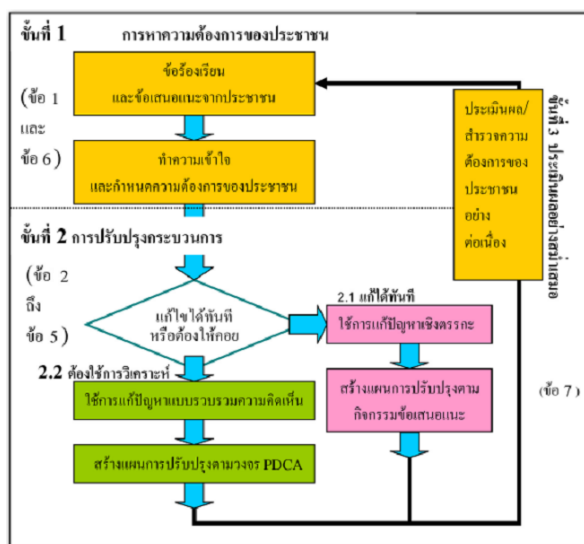 ขั้นที่ 1 การหาความต้องการของประชาชน
(ข้อ 1
และ
ข้อ 6)
ข้อร้องเรียน
และข้อเสนอแนะจากประชาชน
ทำความเข้าใจ
และกำหนดความต้องการของประชาชน
ประเมินผล/
สำรวจความ
ต้องการของ
ประชาชน
อย่าง
ต่อเนื่อง
ขั้นที่ 3 ประเมินผลอย่างสม่ำเสมอ
ขั้นที่ 2 การปรับปรุงกระบวนการ
(ข้อ 2
ถึง
ข้อ 5)
แก้ไขได้ทันที
หรือต้องให้คอย
2.1 แก้ได้ทันที
ใช้การแก้ปัญหาเชิงตรรกะ
สร้างแผนการปรับปรุงตาม
กิจกรรมข้อเสนอแนะ
(ข้อ 7)
2.2 ต้องใช้การวิเคราะห์
ใช้การแก้ปัญหาแบบรวบรวมความคิดเห็น
สร้างแผนการปรับปรุงตามวงจร PDCA